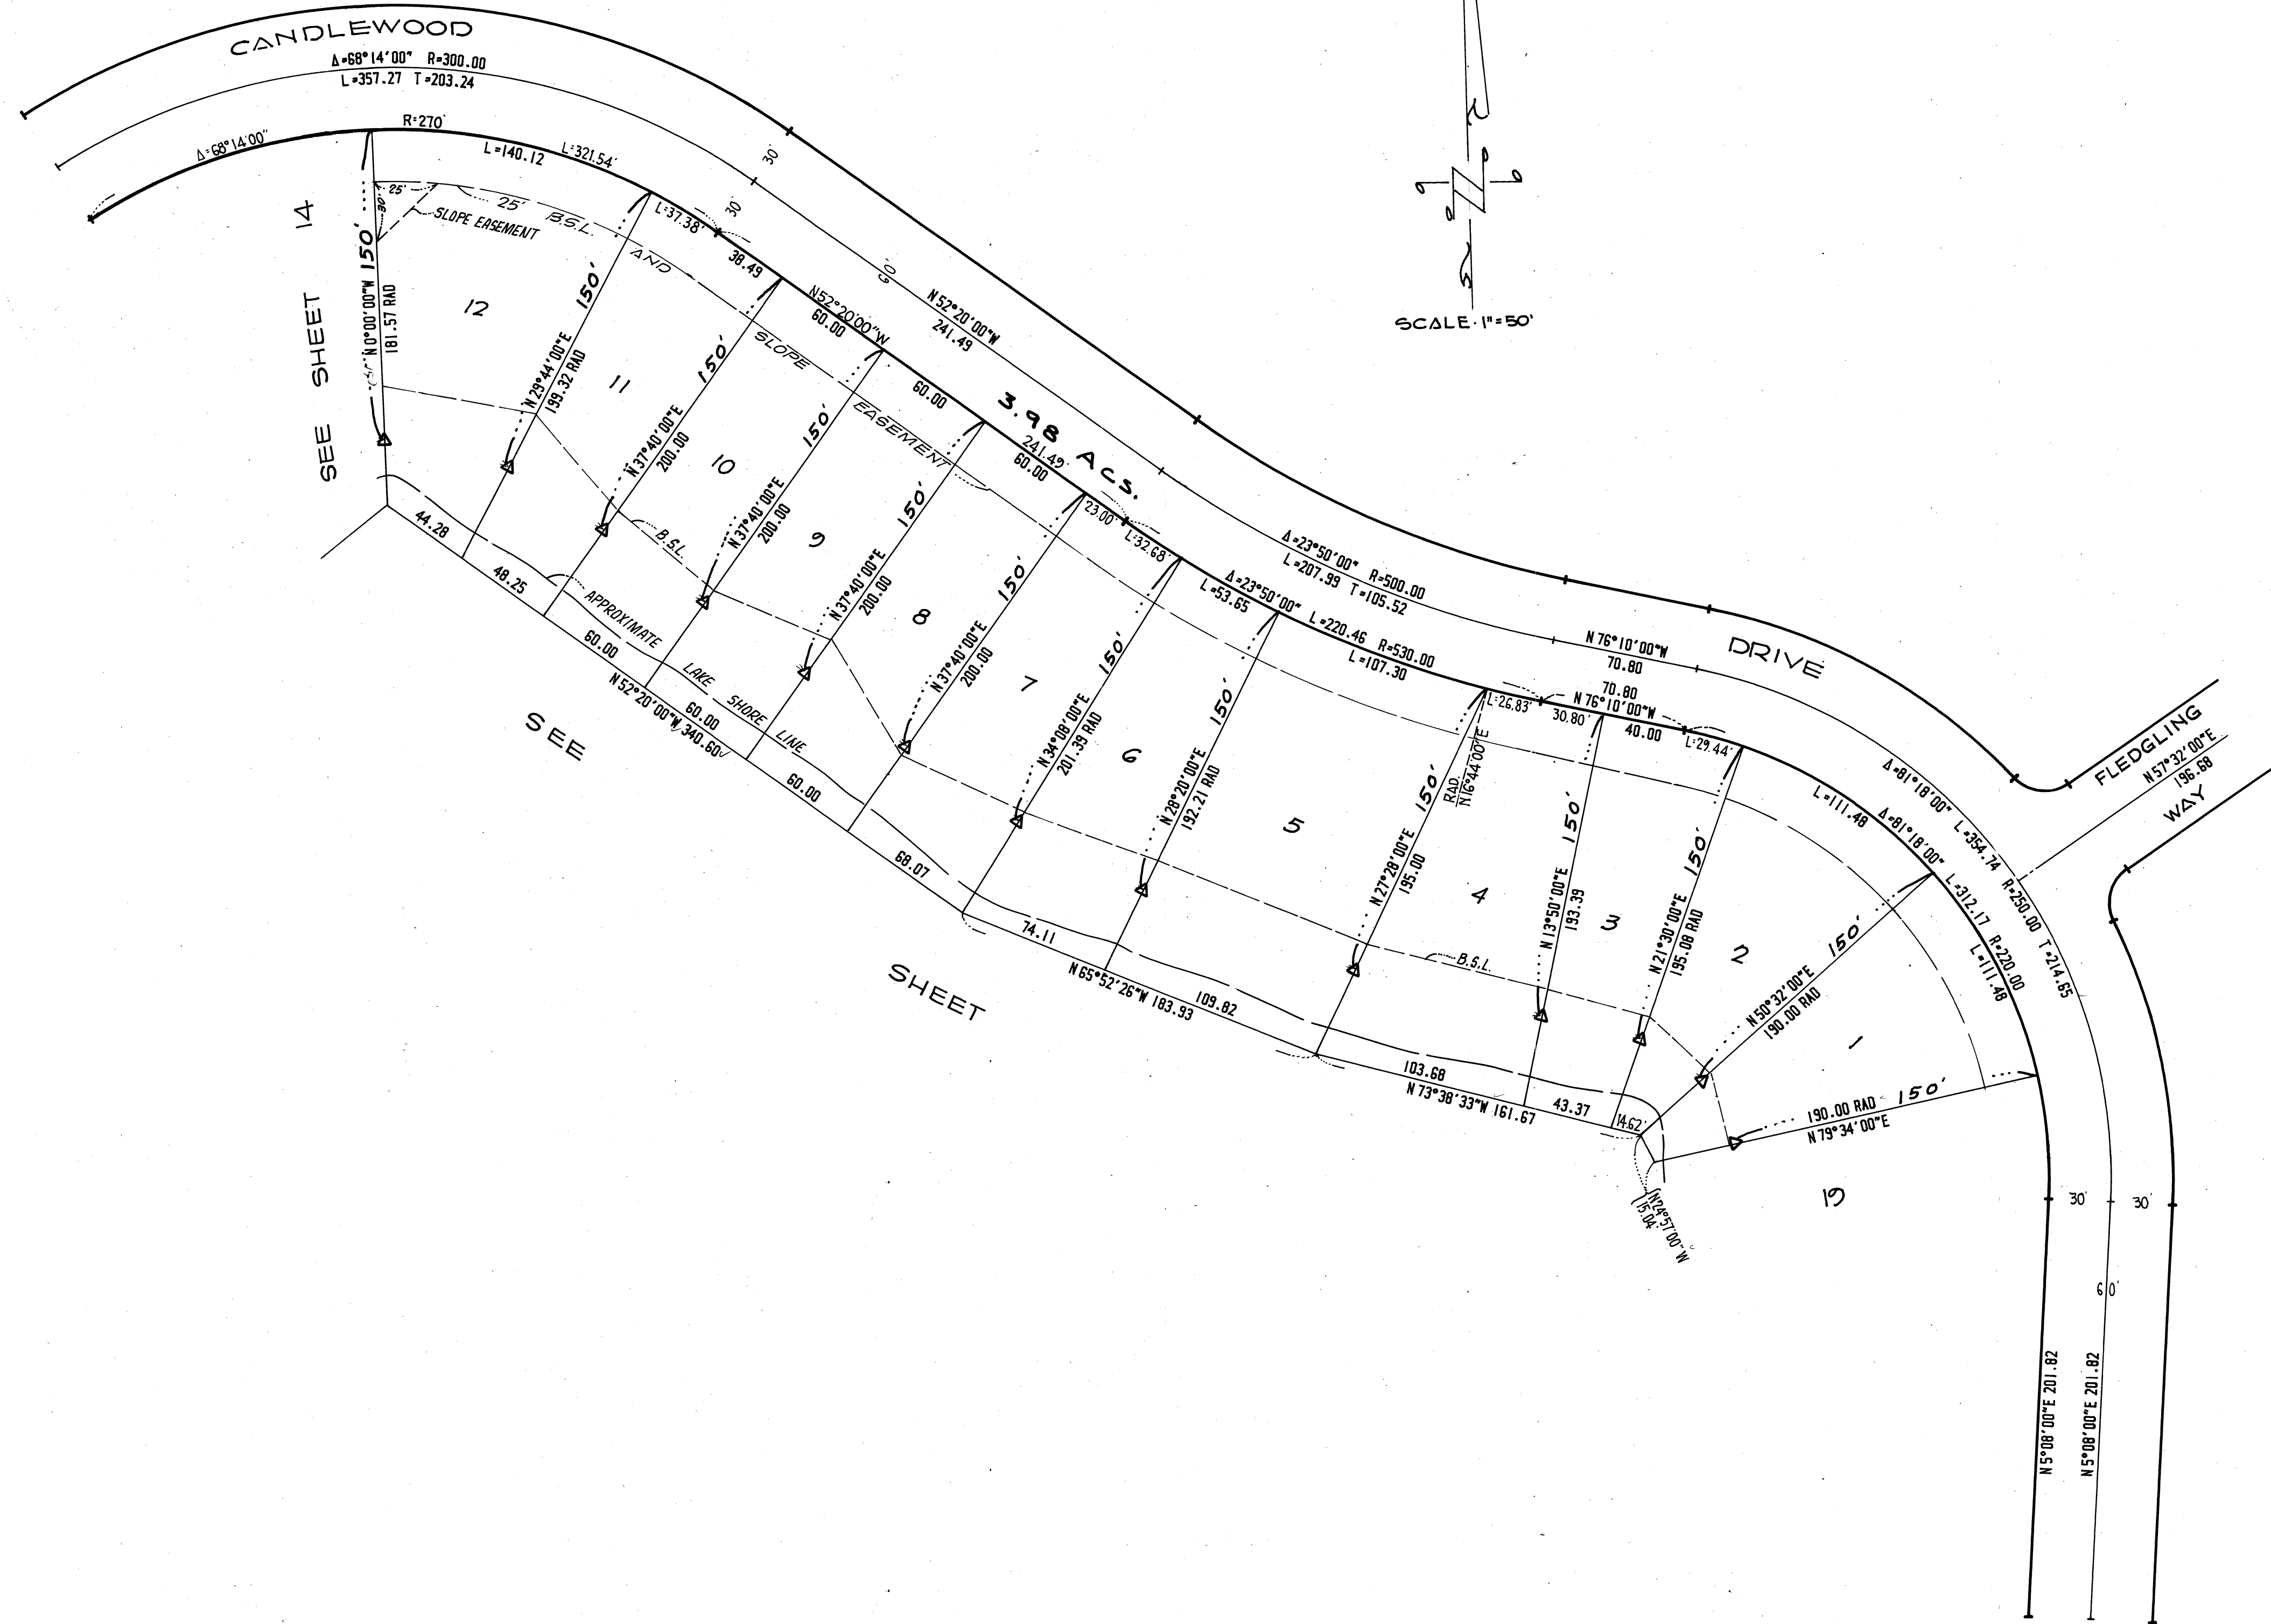 CANDLEWOOD
Δ=68°14'00" R=300.00
L=357.27 T=203.24
R=270'
Δ=68°14'00"
L=140.12
L=321.54'
L=37.38'
38.49
30'
30'
60'
N52°20'00"W
241.49
N52°20'00"W
60.00
60.00
3.98 ACS.
241.49'
60.00
23.00'
L=32.68'
SCALE·1"=50'
SEE SHEET 14
25'
30'
SLOPE EASEMENT
25' B.S.L. AND SLOPE EASEMENT
N0°00'00"W 150'
181.57 RAD
12
150'
N29°44'00"E
199.32 RAD
11
150'
N37°40'00"E
200.00
10
150'
N37°40'00"E
200.00
9
150'
N37°40'00"E
200.00
8
150'
N37°40'00"E
200.00
7
150'
N34°08'00"E
201.39 RAD
6
150'
N28°20'00"E
192.21 RAD
5
150'
N27°28'00"E
195.00
RAD.
N16°44'00"E
4
150'
N13°50'00"E
193.39
3
150'
N21°30'00"E
195.08 RAD
2
150'
N50°32'00"E
190.00 RAD
1
190.00 RAD 150'
N79°34'00"E
19
B.S.L.
B.S.L.
APPROXIMATE LAKE SHORE LINE
44.28
48.25
60.00
N52°20'00"W 340.60
60.00
60.00
68.07
74.11
N65°52'26"W 183.93
109.82
103.68
N73°38'33"W 161.67
43.37
14.62'
N24°57'00"W
15.04'
SEE SHEET
Δ=23°50'00" R=500.00
L=207.99 T=105.52
Δ=23°50'00" L=220.46 R=530.00
L=53.65
L=107.30
L=26.83'
30.80'
N76°10'00"W
70.80
70.80
N76°10'00"W
40.00
L=29.44'
DRIVE
FLEDGLING WAY
N57°32'00"E
196.68
Δ=81°18'00" L=354.74 R=250.00 T=214.65
L=111.48
Δ=81°18'00" L=312.17 R=220.00
L=111.48
30'
30'
60'
N5°08'00"E 201.82
N5°08'00"E 201.82